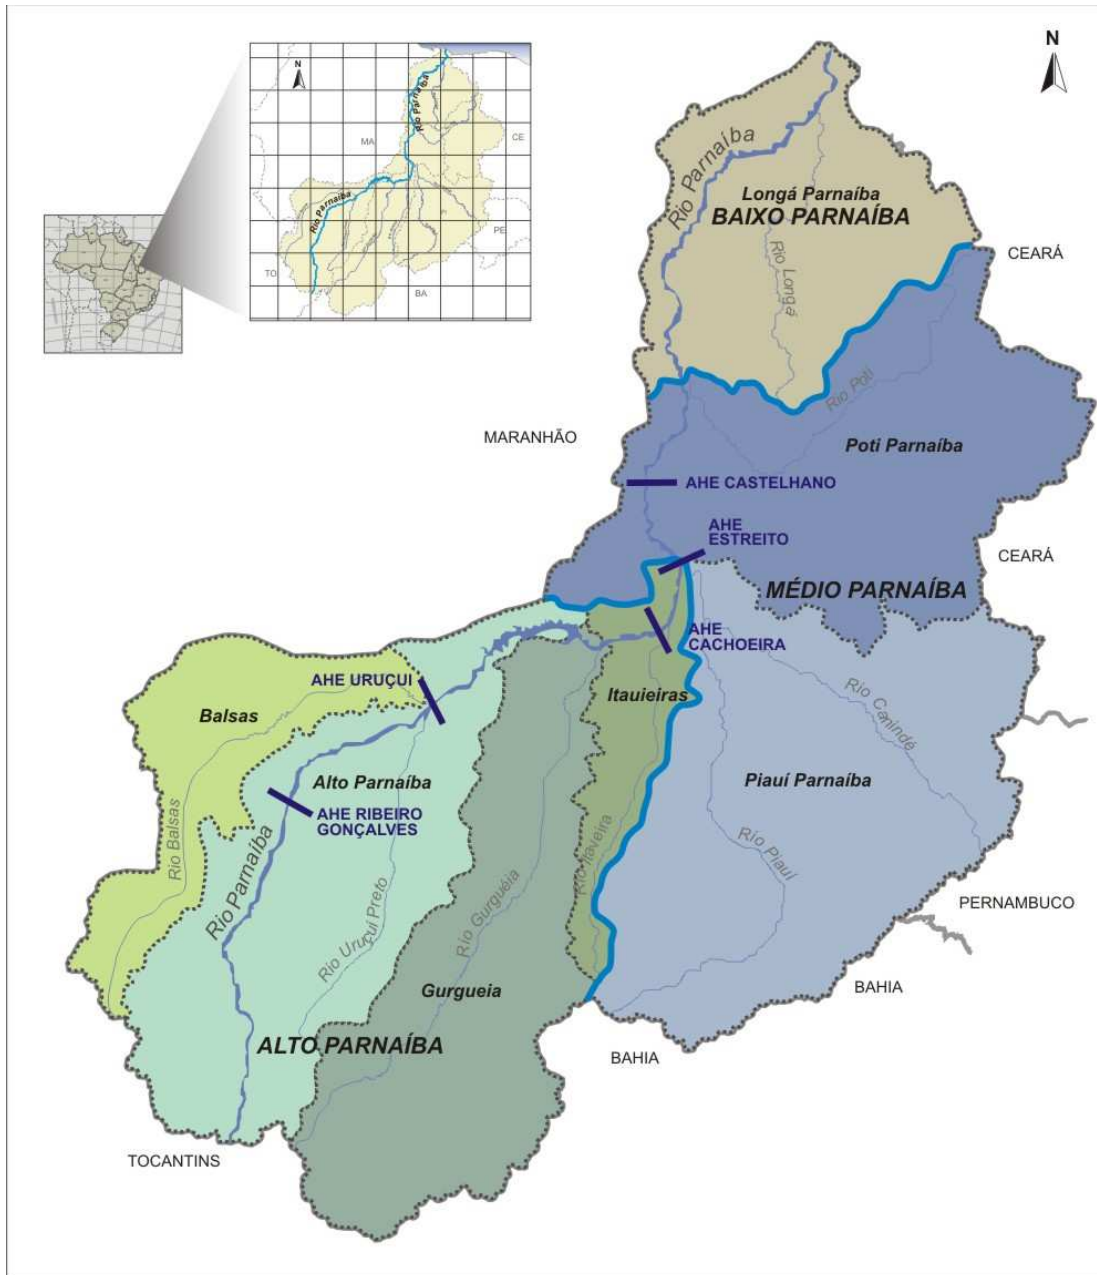 N
N
Rio Parnaíba
MA
CE
Rio Parnaíba
PE
TO
BA
Rio Parnaíba
Longá Parnaíba
BAIXO PARNAÍBA
Rio Longá
CEARÁ
Rio Poti
MARANHÃO
Poti Parnaíba
AHE CASTELHANO
AHE
ESTREITO
CEARÁ
MÉDIO PARNAÍBA
AHE
CACHOEIRA
AHE URUÇUI
Itauieiras
Balsas
Rio Canindé
Alto Parnaíba
Piauí Parnaíba
AHE RIBEIRO
GONÇALVES
Rio Balsas
Rio Parnaíba
Rio Itaveira
Rio Piauí
Rio Uruçuí Preto
Rio Gurguéia
PERNAMBUCO
Gurgueia
BAHIA
ALTO PARNAÍBA
BAHIA
TOCANTINS